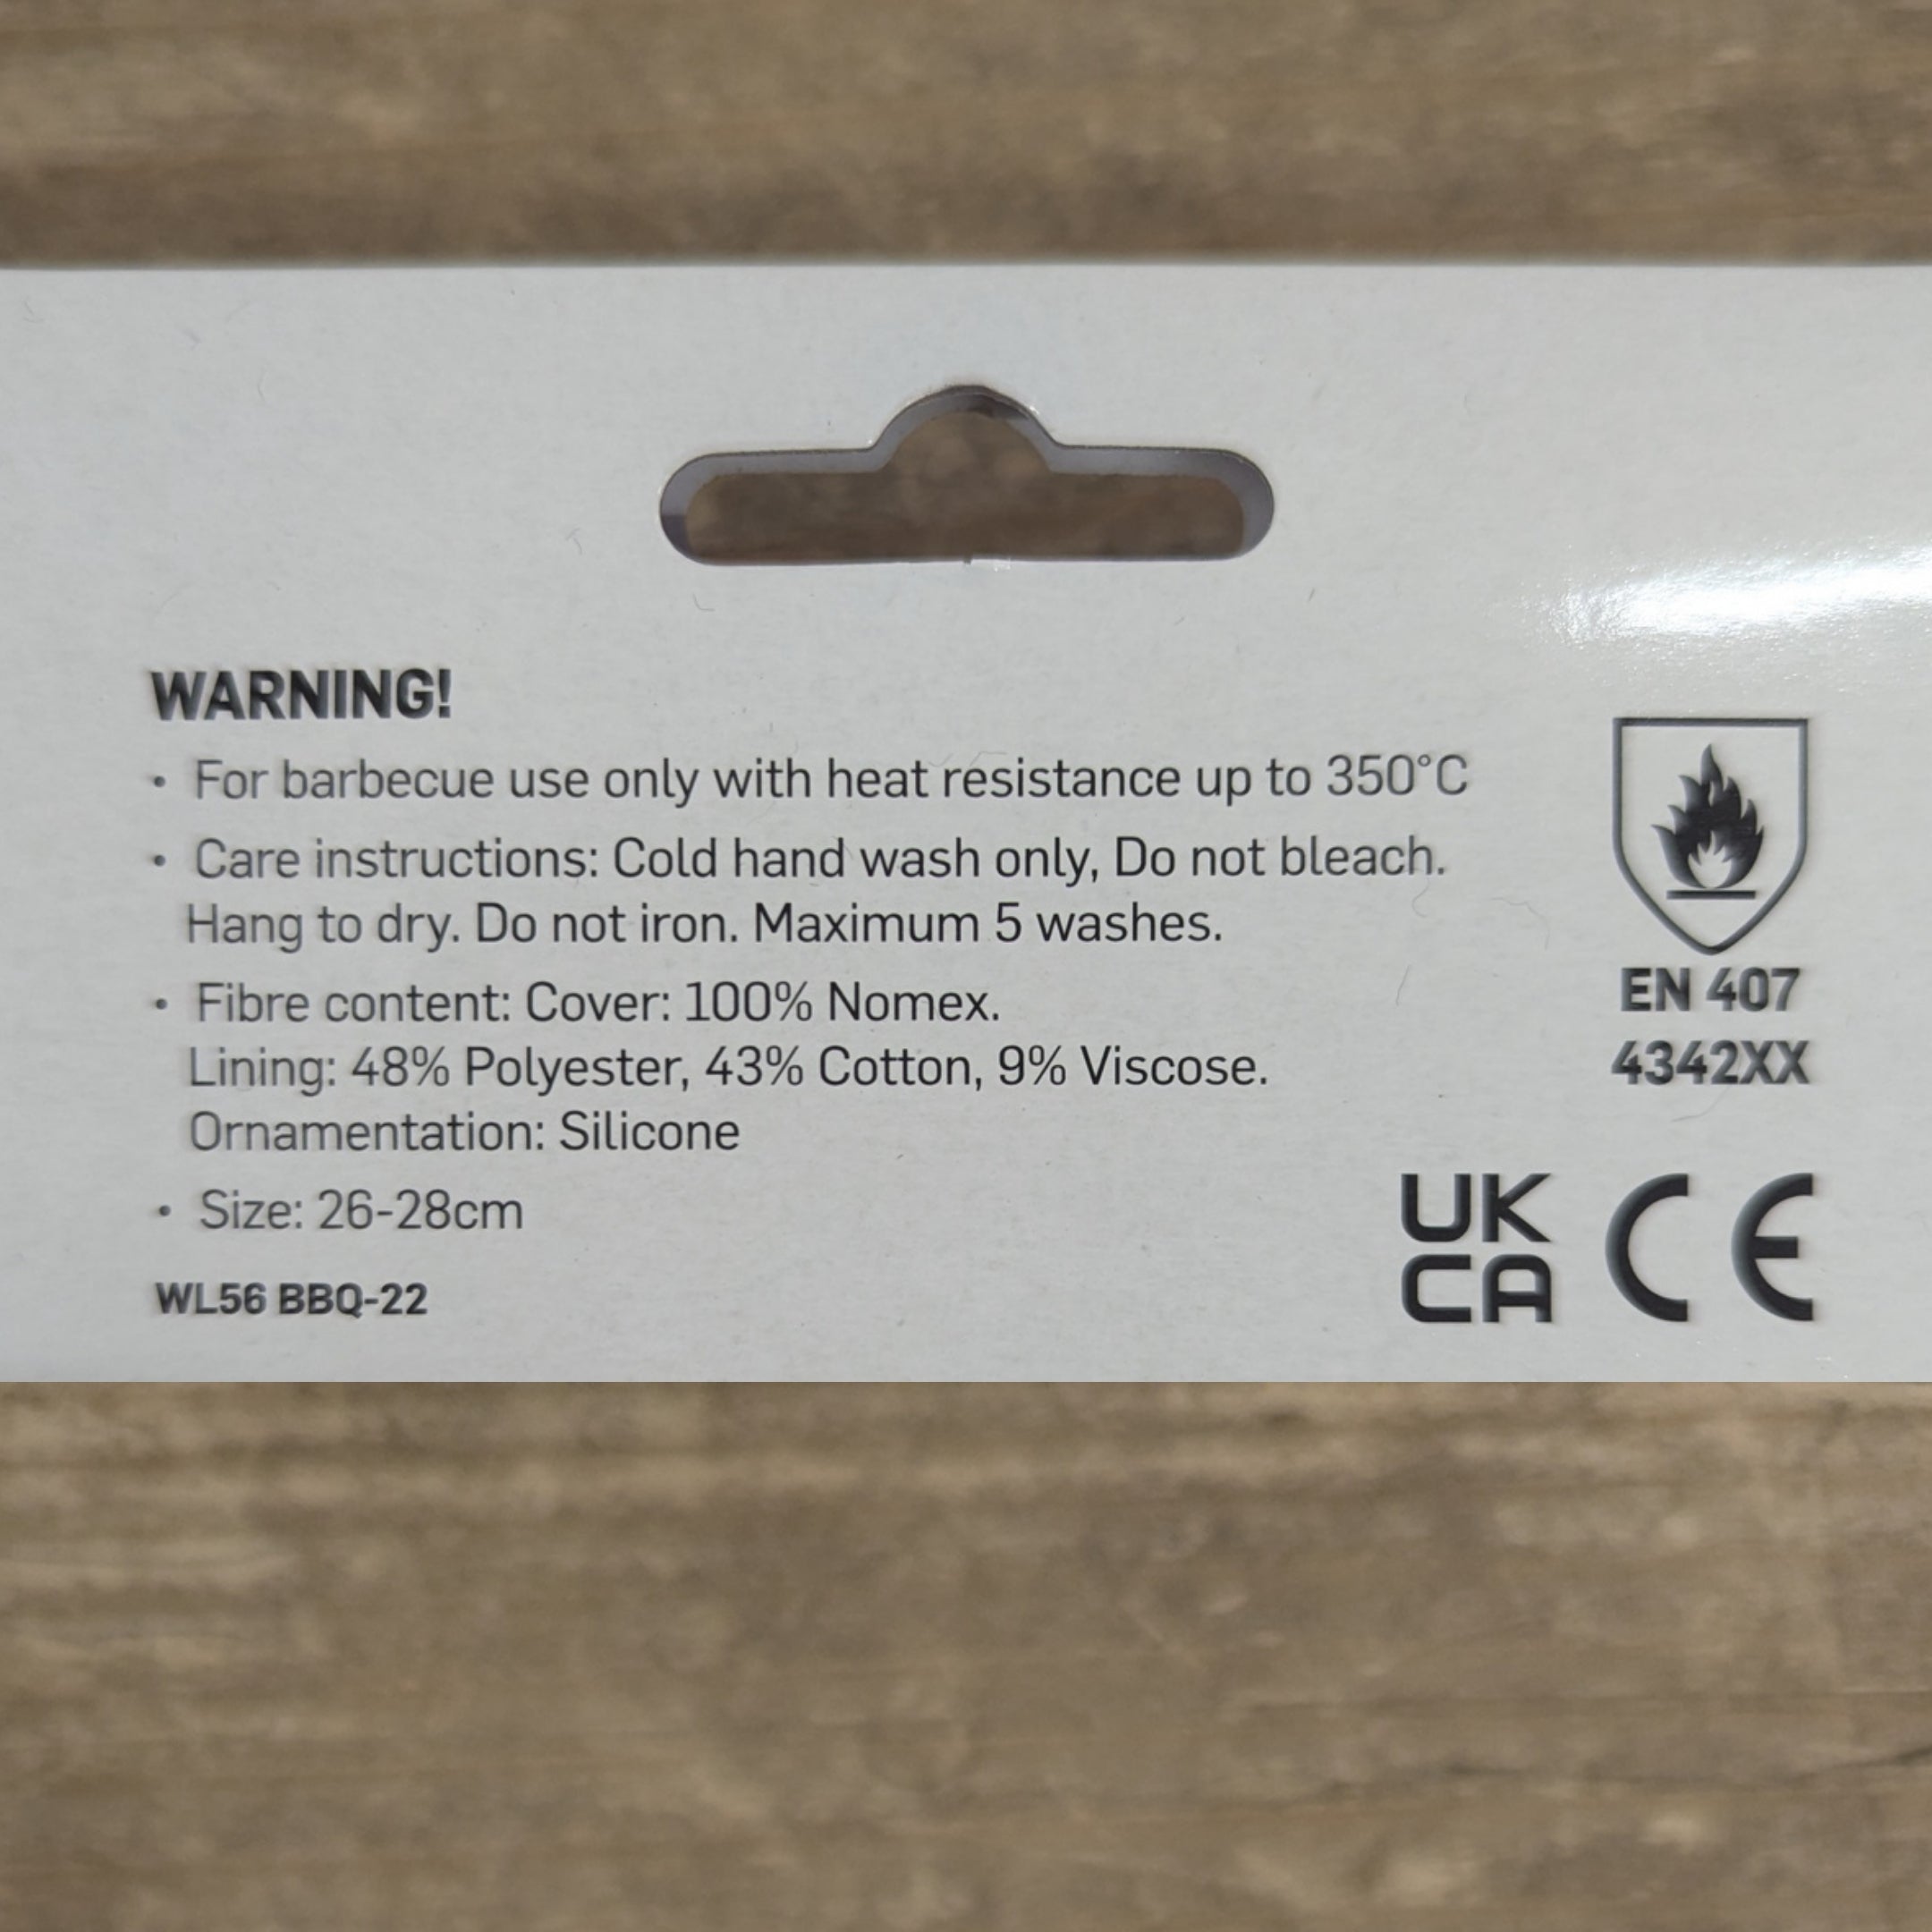 WARNING!
• For barbecue use only with heat resistance up to 350°C
• Care instructions: Cold hand wash only, Do not bleach.
Hang to dry. Do not iron. Maximum 5 washes.
• Fibre content: Cover: 100% Nomex.
Lining: 48% Polyester, 43% Cotton, 9% Viscose.
Ornamentation: Silicone
• Size: 26-28cm
WL56 BBQ-22
EN 407
4342XX
UK
CA
CE